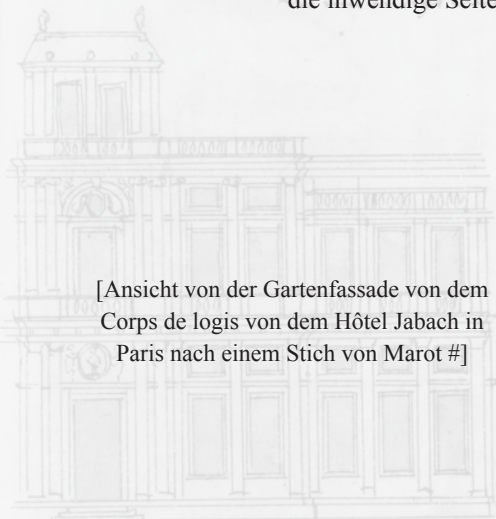 die inwendige Seite
[Ansicht von der Gartenfassade von dem
Corps de logis von dem Hôtel Jabach in
Paris nach einem Stich von Marot #]